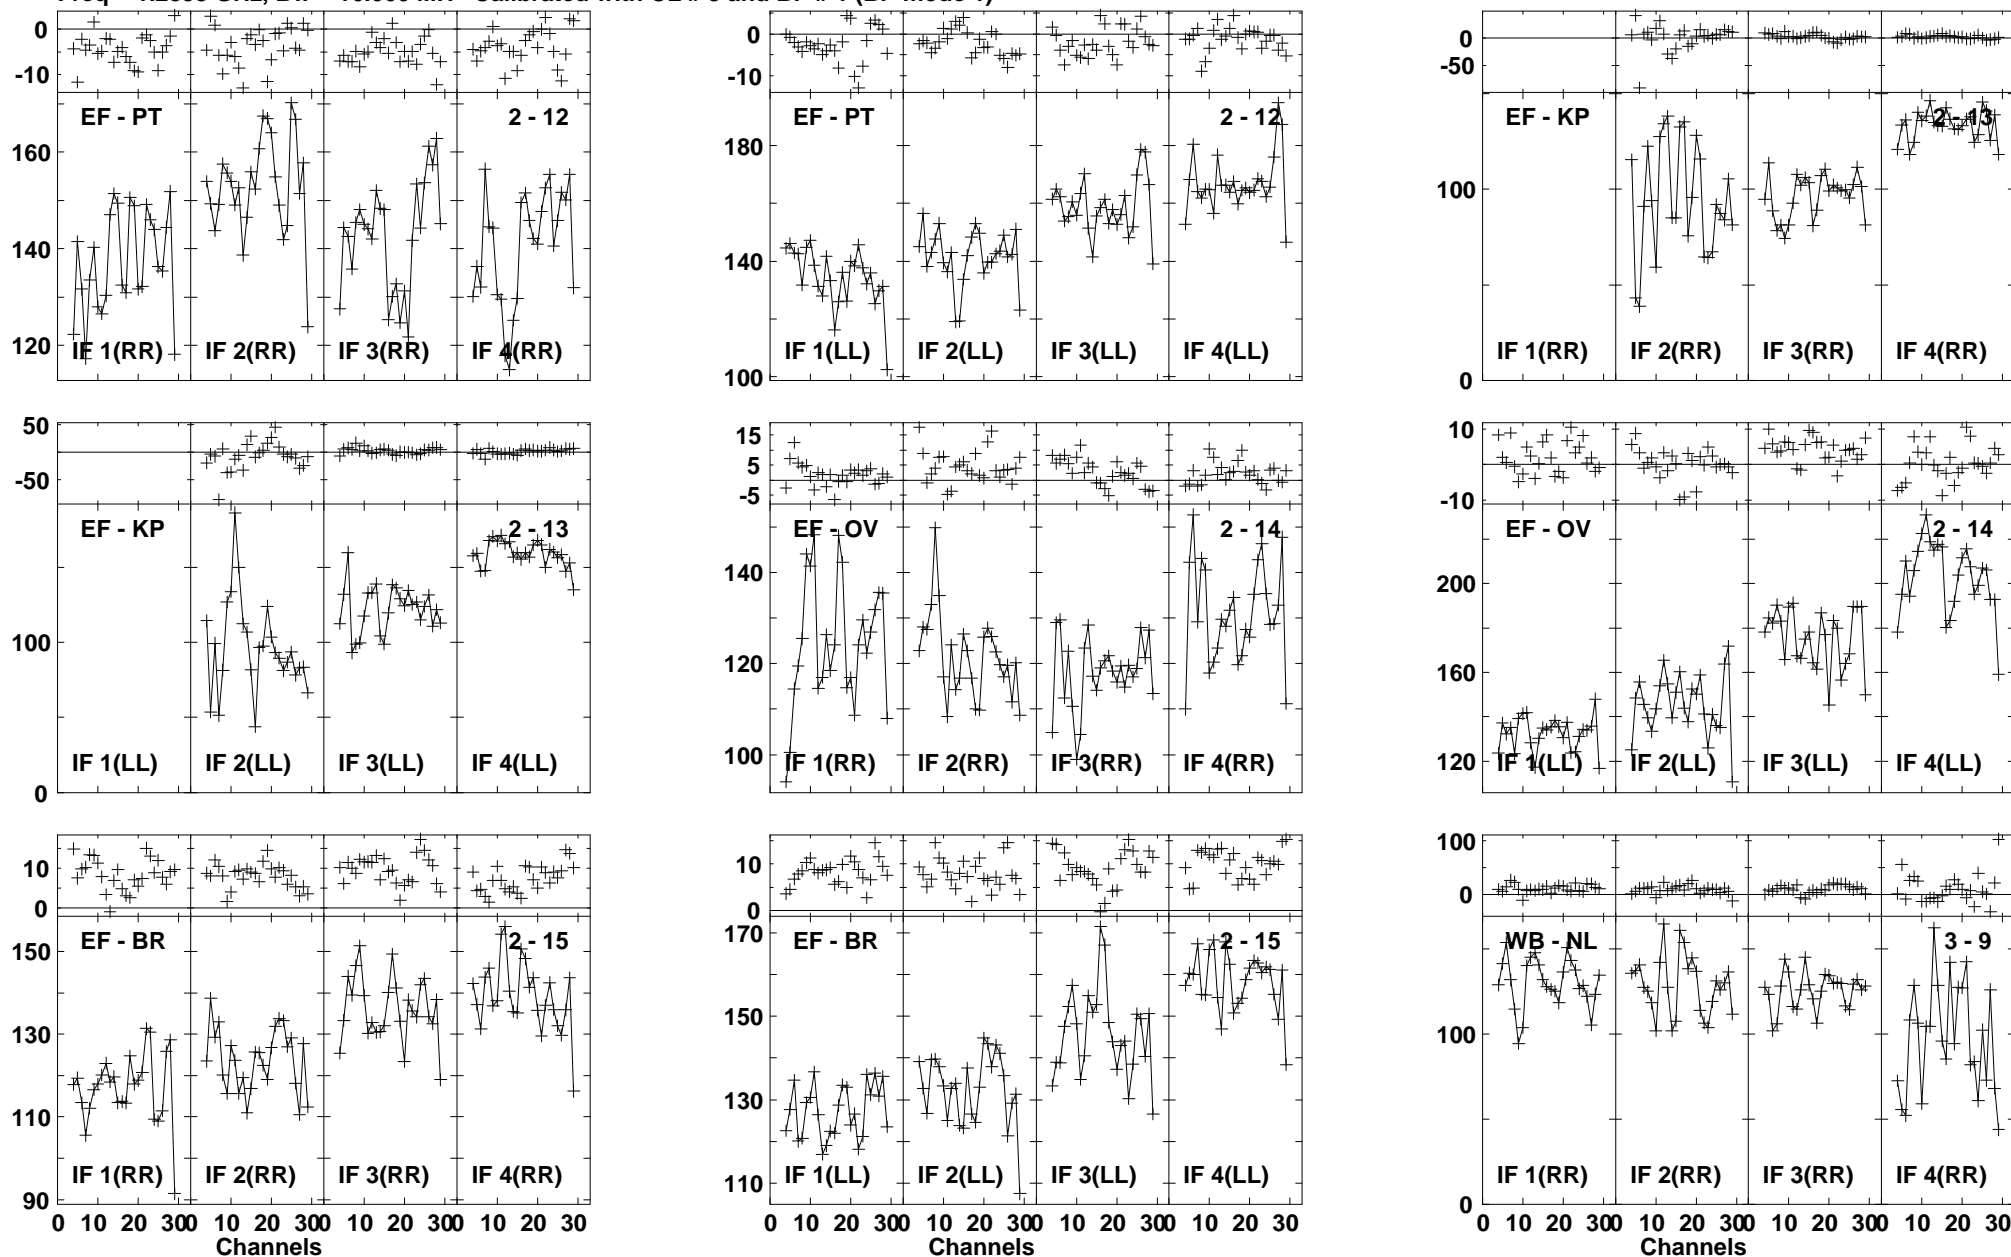 0
-10
160
140
120
EF - PT
2 - 12
IF 1(RR)
IF 2(RR)
IF 3(RR)
IF 4(RR)
0
-10
180
140
100
EF - PT
2 - 12
IF 1(LL)
IF 2(LL)
IF 3(LL)
IF 4(LL)
0
-50
100
0
EF - KP
2 - 13
IF 1(RR)
IF 2(RR)
IF 3(RR)
IF 4(RR)
50
-50
100
0
EF - KP
2 - 13
IF 1(LL)
IF 2(LL)
IF 3(LL)
IF 4(LL)
15
5
-5
140
120
100
EF - OV
2 - 14
IF 1(RR)
IF 2(RR)
IF 3(RR)
IF 4(RR)
10
-10
200
160
120
EF - OV
2 - 14
IF 1(LL)
IF 2(LL)
IF 3(LL)
IF 4(LL)
10
0
150
130
110
90
EF - BR
2 - 15
IF 1(RR)
IF 2(RR)
IF 3(RR)
IF 4(RR)
0 10 20 30 0 10 20 30 0 10 20 30 0 10 20 30
Channels
10
0
170
150
130
110
EF - BR
2 - 15
IF 1(LL)
IF 2(LL)
IF 3(LL)
IF 4(LL)
0 10 20 30 0 10 20 30 0 10 20 30 0 10 20 30
Channels
100
0
100
0
WB - NL
3 - 9
IF 1(RR)
IF 2(RR)
IF 3(RR)
IF 4(RR)
0 10 20 30 0 10 20 30 0 10 20 30 0 10 20 30
Channels